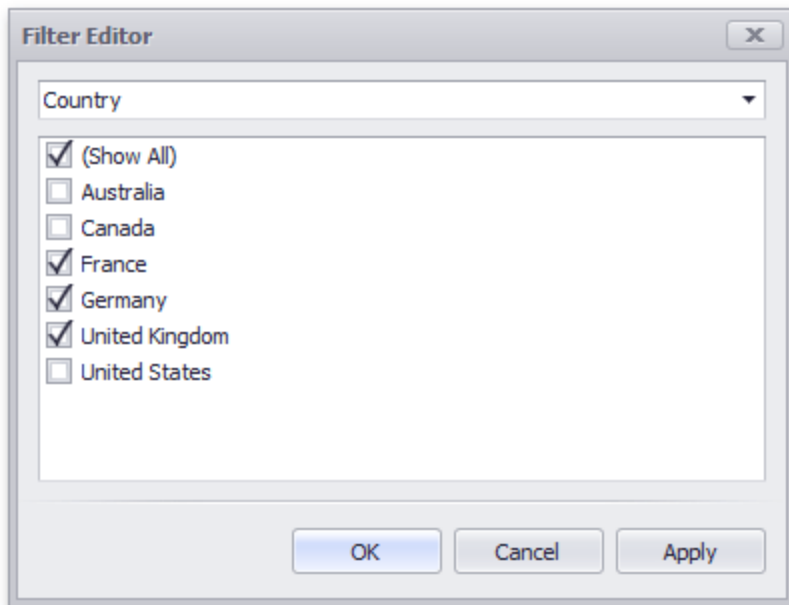 Filter Editor
Country
(Show All)
Australia
Canada
France
Germany
United Kingdom
United States
OK Cancel Apply